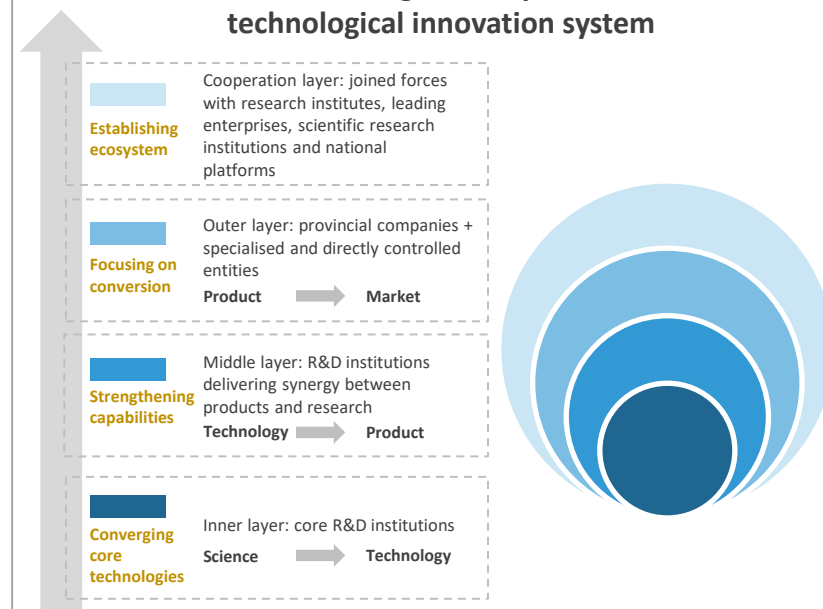 technological innovation system
Establishing
ecosystem
Cooperation layer: joined forces
with research institutes, leading
enterprises, scientific research
institutions and national
platforms
Focusing on
conversion
Outer layer: provincial companies +
specialised and directly controlled
entities
Product Market
Strengthening
capabilities
Middle layer: R&D institutions
delivering synergy between
products and research
Technology Product
Converging
core
technologies
Inner layer: core R&D institutions
Science Technology